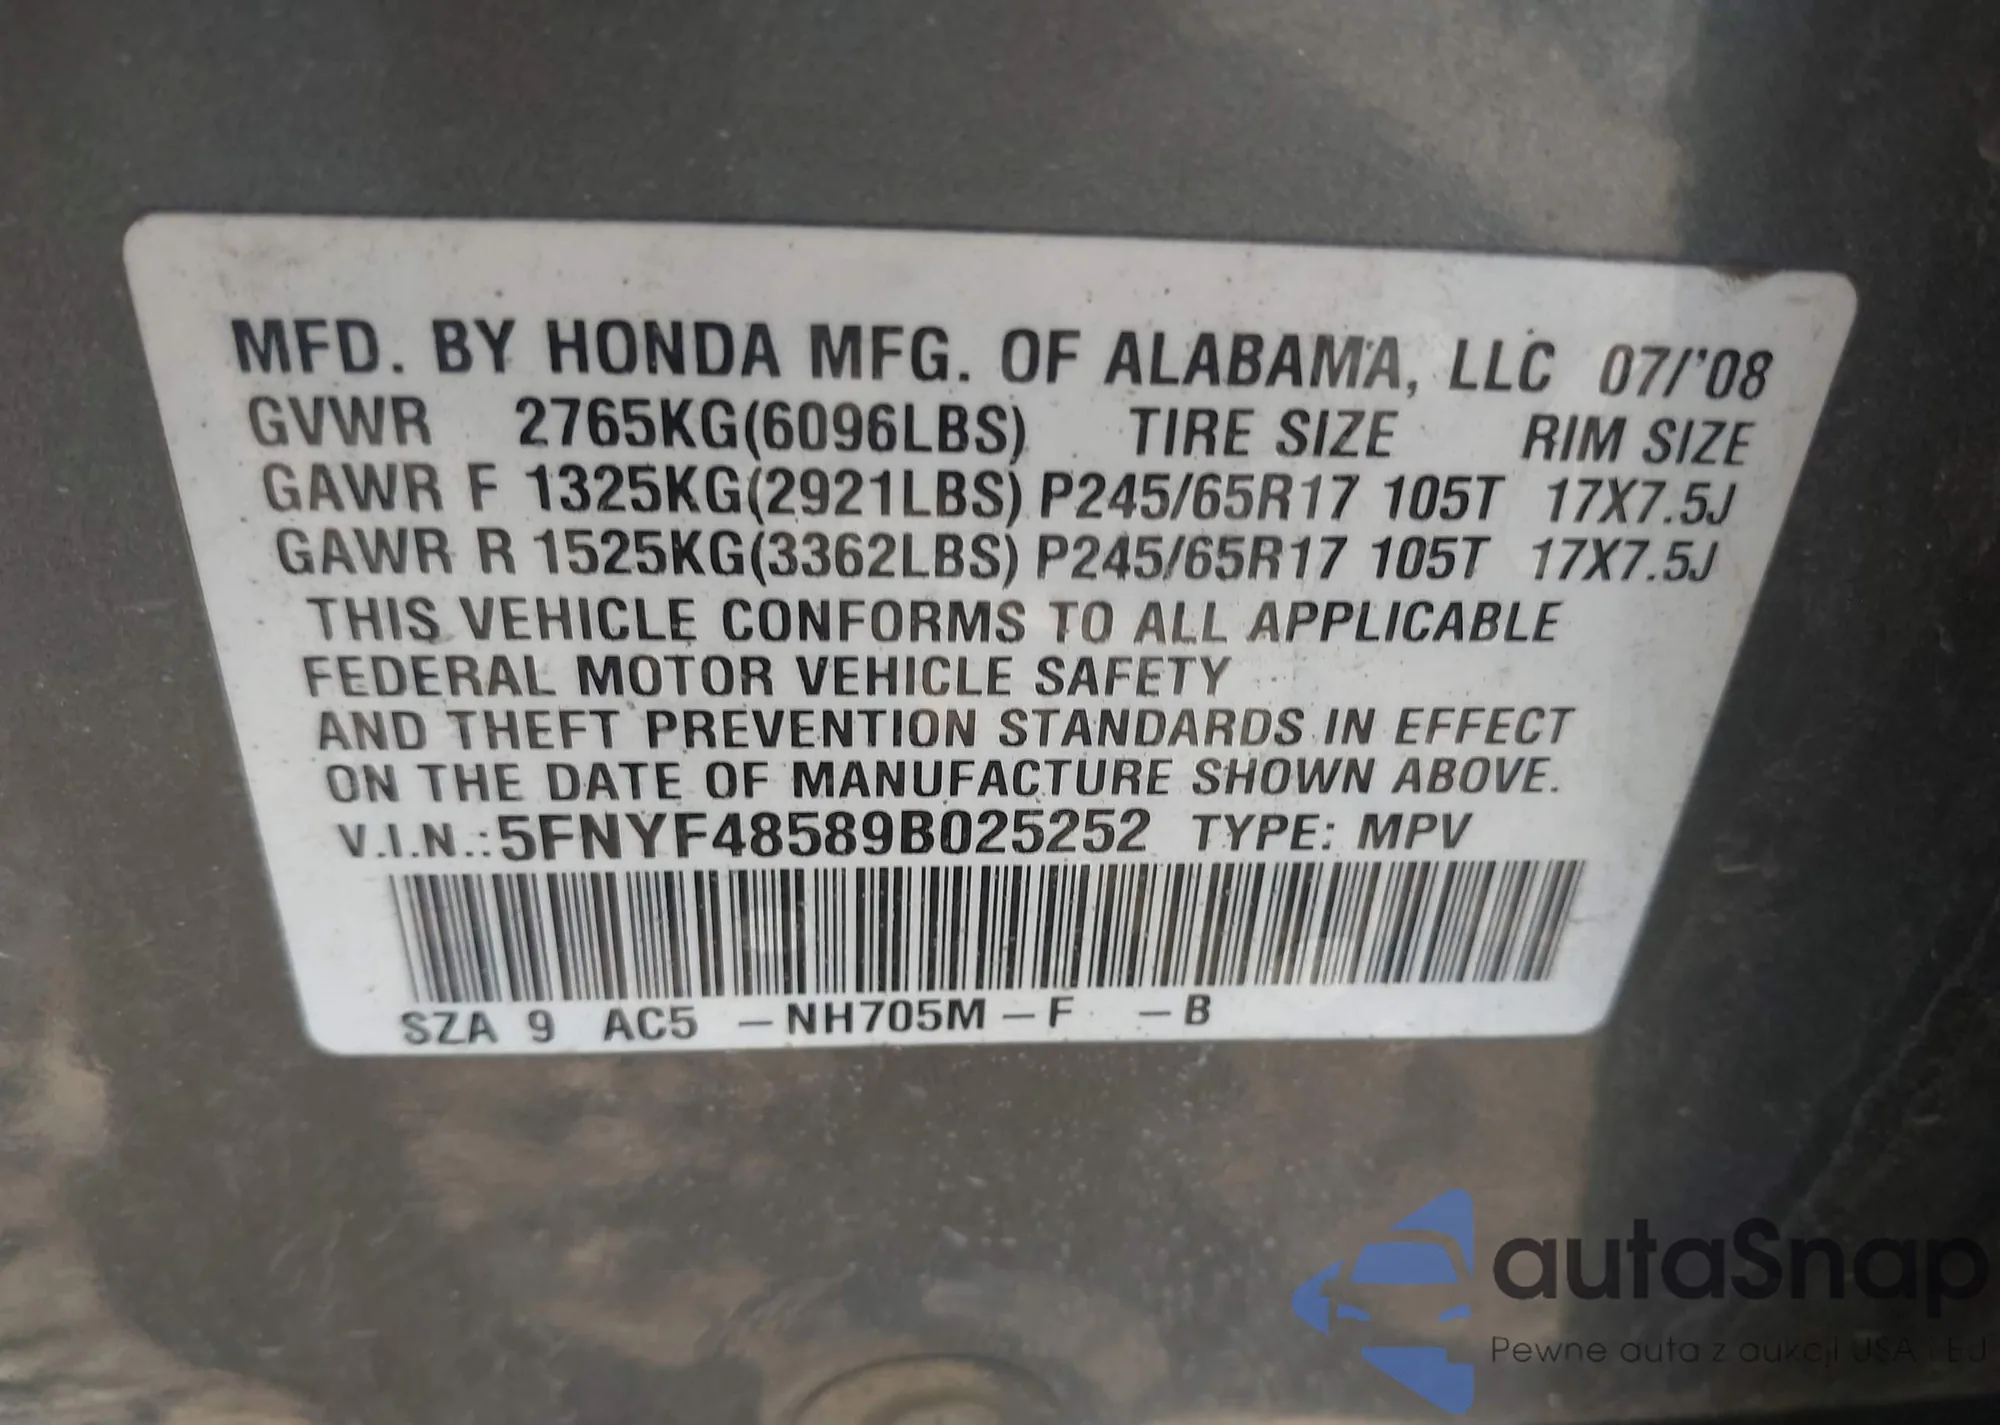 MFD. BY HONDA MFG. OF ALABAMA, LLC 07/'08
GVWR 2765KG(6096LBS) TIRE SIZE RIM SIZE
GAWR F 1325KG(2921LBS) P245/65R17 105T 17X7.5J
GAWR R 1525KG(3362LBS) P245/65R17 105T 17X7.5J
THIS VEHICLE CONFORMS TO ALL APPLICABLE
FEDERAL MOTOR VEHICLE SAFETY
AND THEFT PREVENTION STANDARDS IN EFFECT
ON THE DATE OF MANUFACTURE SHOWN ABOVE.
V.I.N.:5FNYF48589B025252 TYPE: MPV
SZA 9 AC5 -NH705M-F -B
autaSnap
Pewne auta z aukcji USA i EU